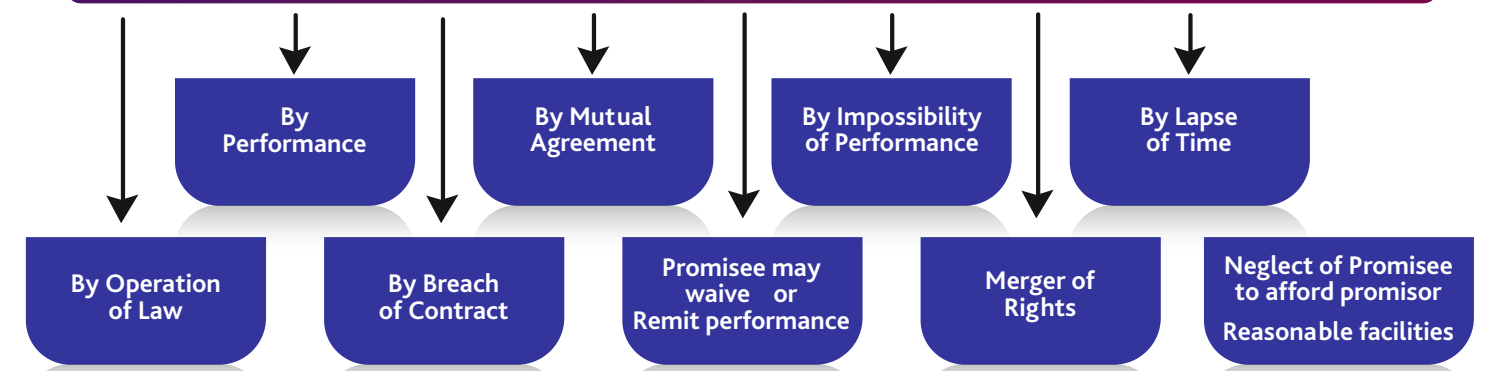 By
Performance
By Mutual
Agreement
By Impossibility
of Performance
By Lapse
of Time
By Operation
of Law
By Breach
of Contract
Promisee may
waive or
Remit performance
Merger of
Rights
Neglect of Promisee
to afford promisor
Reasonable facilities